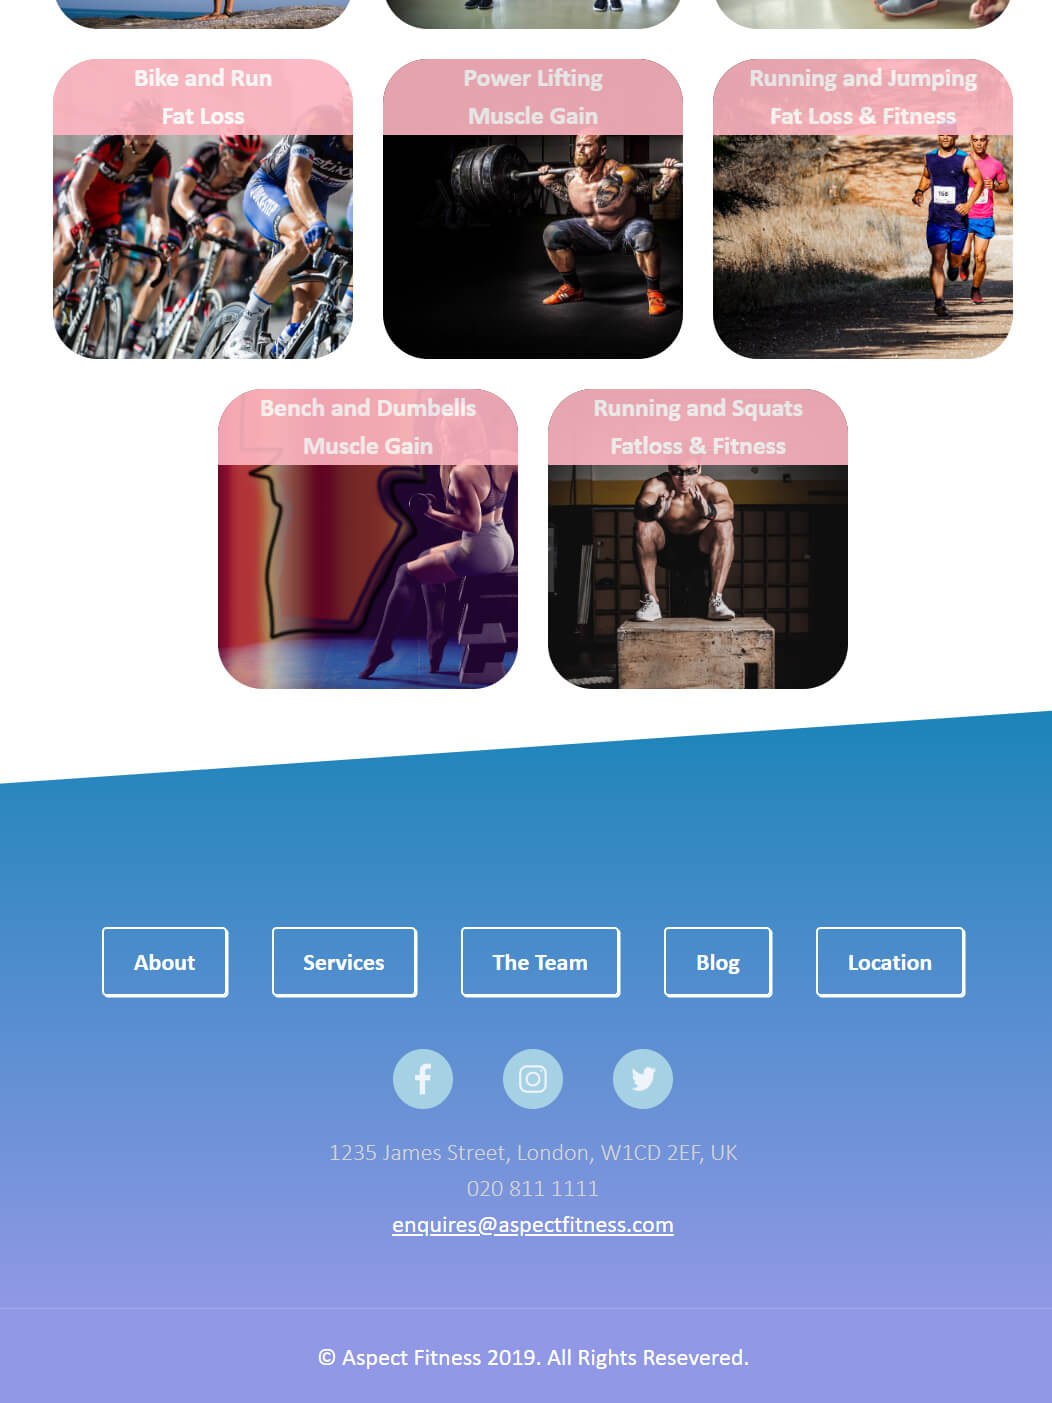 Bike and Run
Fat Loss
Power Lifting
Muscle Gain
Running and Jumping
Fat Loss & Fitness
Bench and Dumbells
Muscle Gain
Running and Squats
Fatloss & Fitness
About
Services
The Team
Blog
Location
1235 James Street, London, W1CD 2EF, UK
020 811 1111
enquires@aspectfitness.com
© Aspect Fitness 2019. All Rights Resevered.